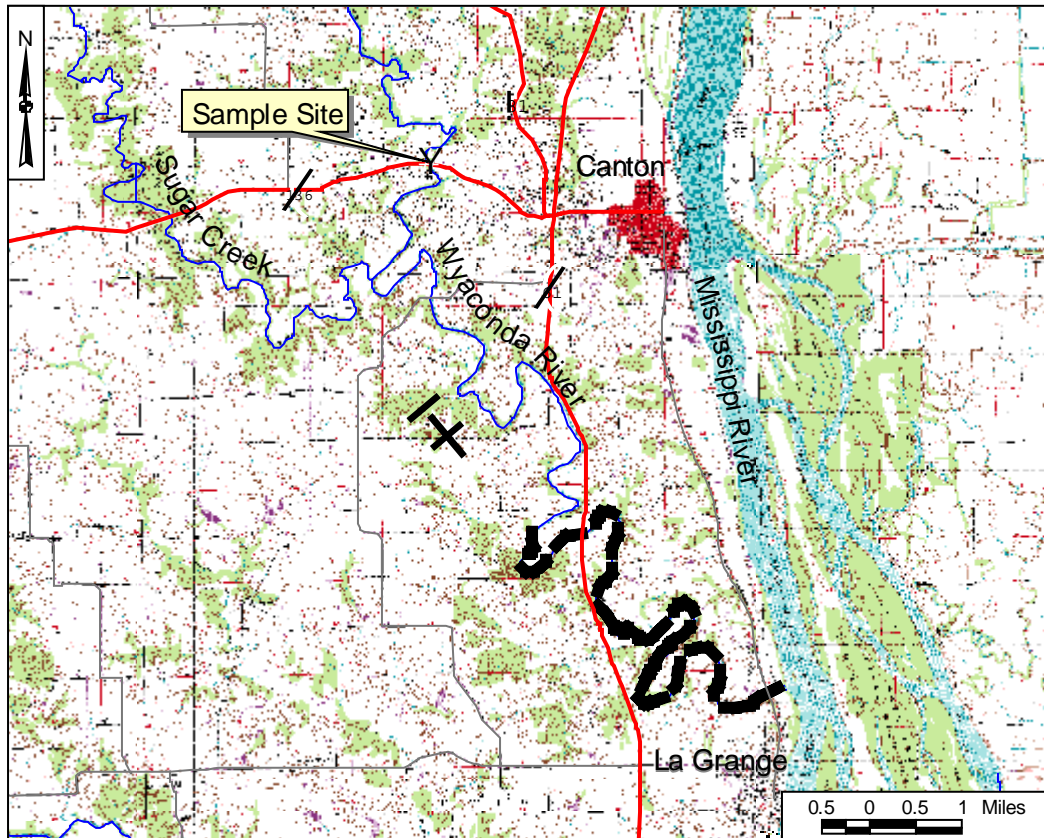 N
Sample Site
Canton
Sugar Creek
Wyaconda River
Mississippi River
La Grange
0.5 0 0.5 1 Miles